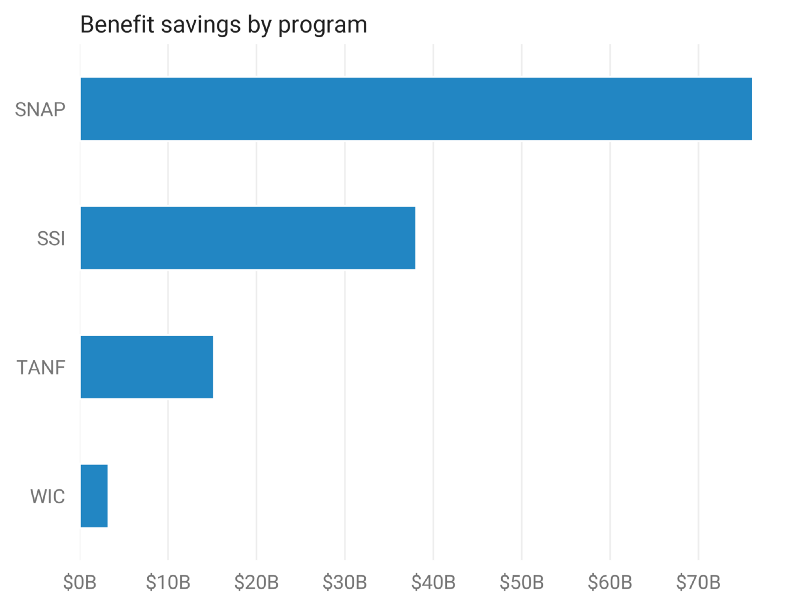 Benefit savings by program
SNAP
SSI
TANF
WIC
$0B $10B $20B $30B $40B $50B $60B $70B